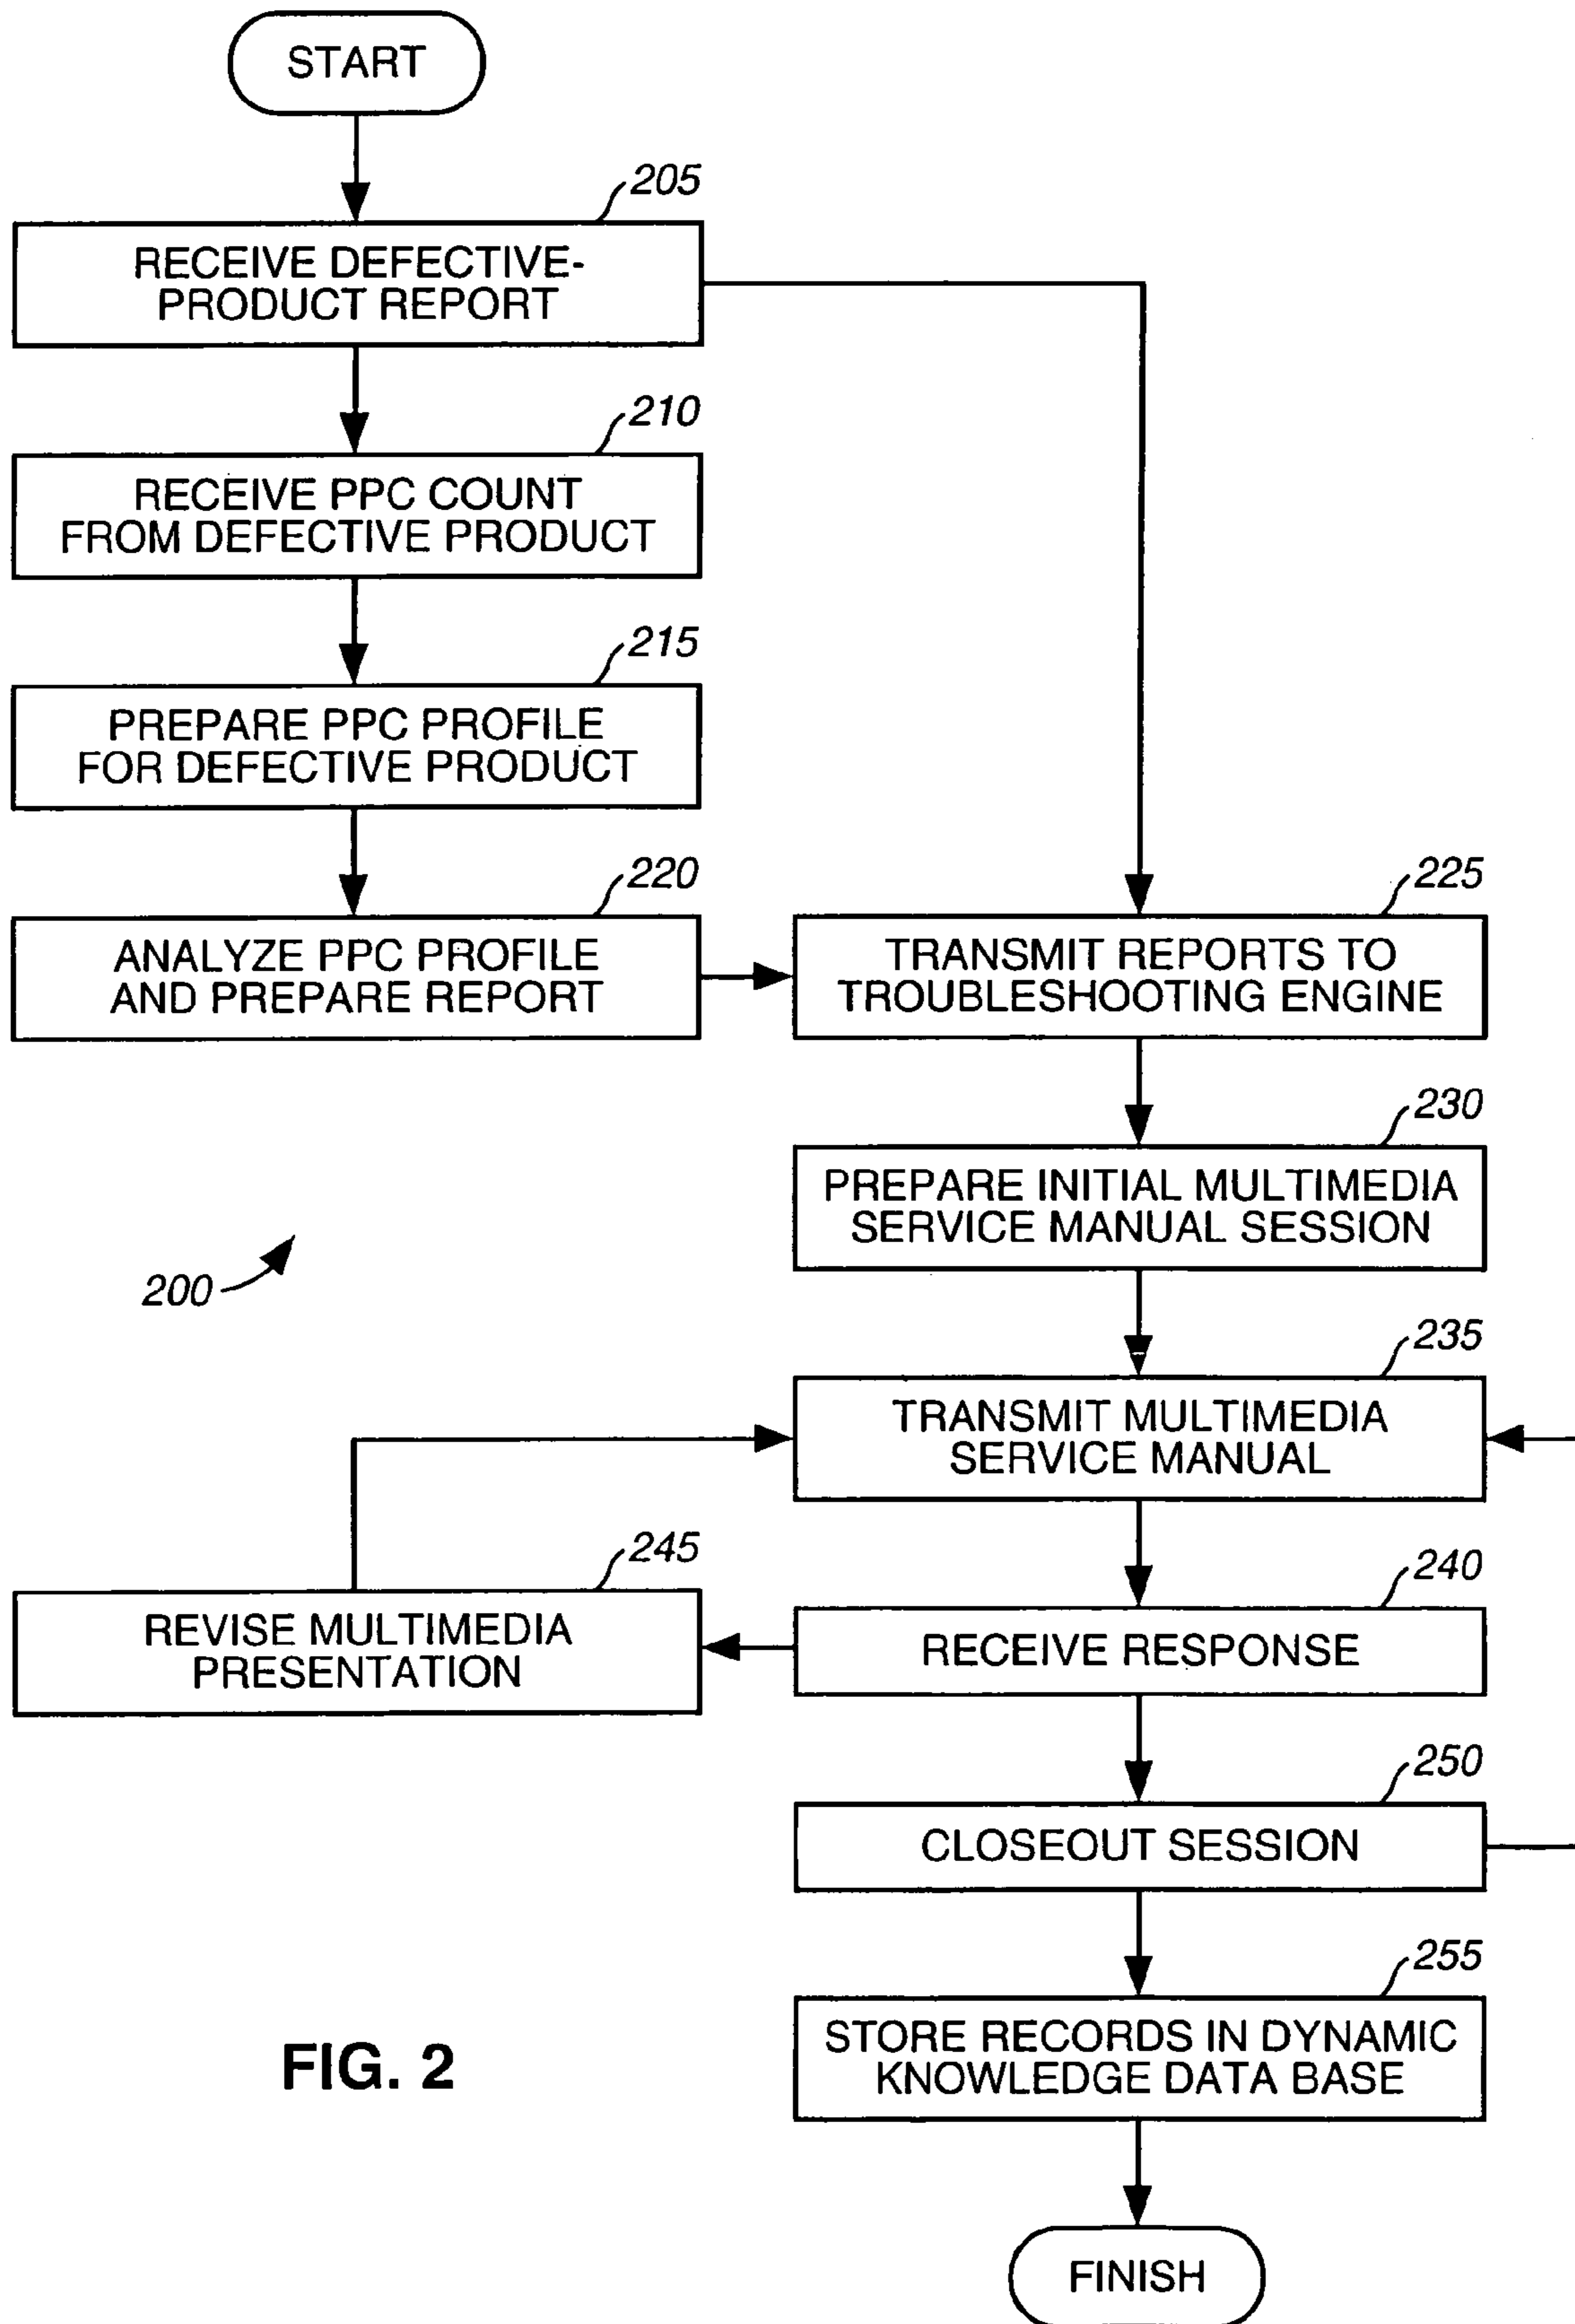 START
205
RECEIVE DEFECTIVE-
PRODUCT REPORT
210
RECEIVE PPC COUNT
FROM DEFECTIVE PRODUCT
215
PREPARE PPC PROFILE
FOR DEFECTIVE PRODUCT
220
ANALYZE PPC PROFILE
AND PREPARE REPORT
225
TRANSMIT REPORTS TO
TROUBLESHOOTING ENGINE
230
PREPARE INITIAL MULTIMEDIA
SERVICE MANUAL SESSION
200
235
TRANSMIT MULTIMEDIA
SERVICE MANUAL
240
RECEIVE RESPONSE
245
REVISE MULTIMEDIA
PRESENTATION
250
CLOSEOUT SESSION
255
STORE RECORDS IN DYNAMIC
KNOWLEDGE DATA BASE
FIG. 2
FINISH